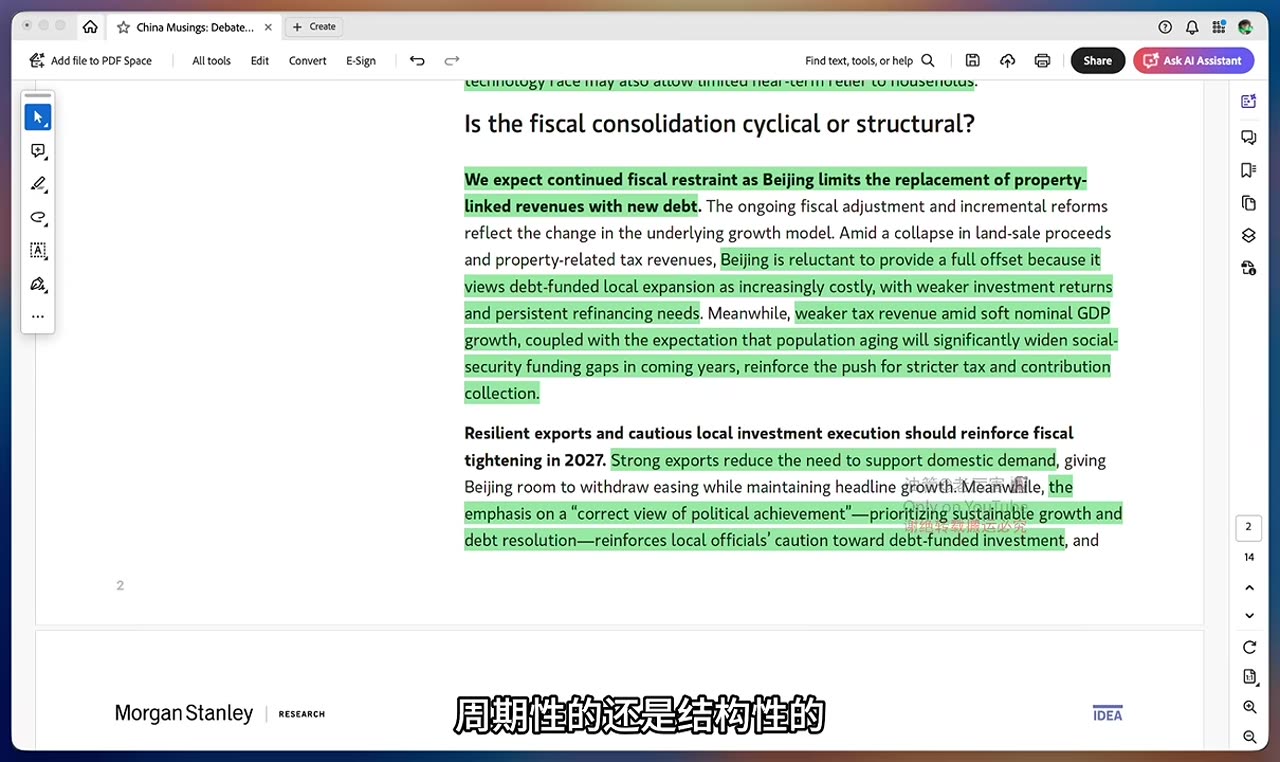 China Musings: Debate...
+ Create
Add file to PDF Space
All tools
Edit
Convert
E-Sign
Find text, tools, or help
Share
Ask AI Assistant
technology race may also allow limited near-term relief to households.
Is the fiscal consolidation cyclical or structural?
We expect continued fiscal restraint as Beijing limits the replacement of property-
linked revenues with new debt. The ongoing fiscal adjustment and incremental reforms
reflect the change in the underlying growth model. Amid a collapse in land-sale proceeds
and property-related tax revenues, Beijing is reluctant to provide a full offset because it
views debt-funded local expansion as increasingly costly, with weaker investment returns
and persistent refinancing needs. Meanwhile, weaker tax revenue amid soft nominal GDP
growth, coupled with the expectation that population aging will significantly widen social-
security funding gaps in coming years, reinforce the push for stricter tax and contribution
collection.
Resilient exports and cautious local investment execution should reinforce fiscal
tightening in 2027. Strong exports reduce the need to support domestic demand, giving
Beijing room to withdraw easing while maintaining headline growth. Meanwhile, the
emphasis on a “correct view of political achievement”—prioritizing sustainable growth and
debt resolution—reinforces local officials’ caution toward debt-funded investment, and
Only on YouTube
谢绝转载搬运必究
2
2
14
Morgan Stanley | RESEARCH
IDEA
周期性的还是结构性的